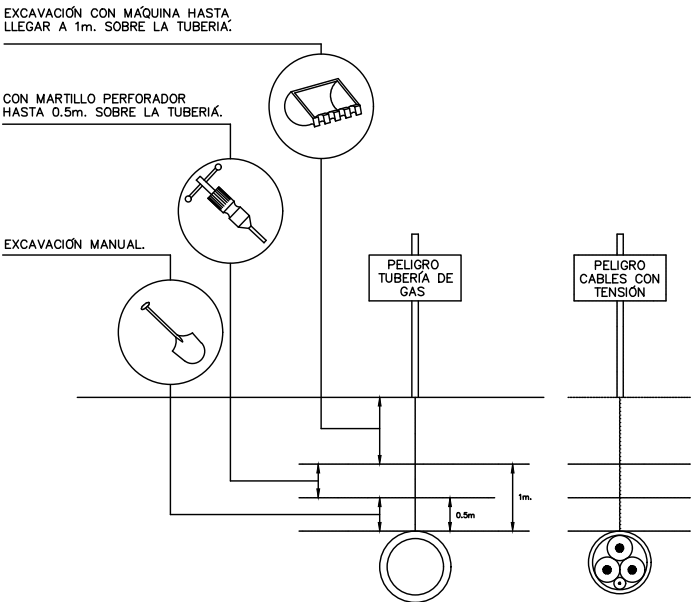 EXCAVACIÓN CON MÁQUINA HASTA
LLEGAR A 1m. SOBRE LA TUBERIÁ.
CON MARTILLO PERFORADOR
HASTA 0.5m. SOBRE LA TUBERIÁ.
EXCAVACIÓN MANUAL.
PELIGRO
TUBERÍA DE
GAS
PELIGRO
CABLES CON
TENSIÓN
1m.
0.5m